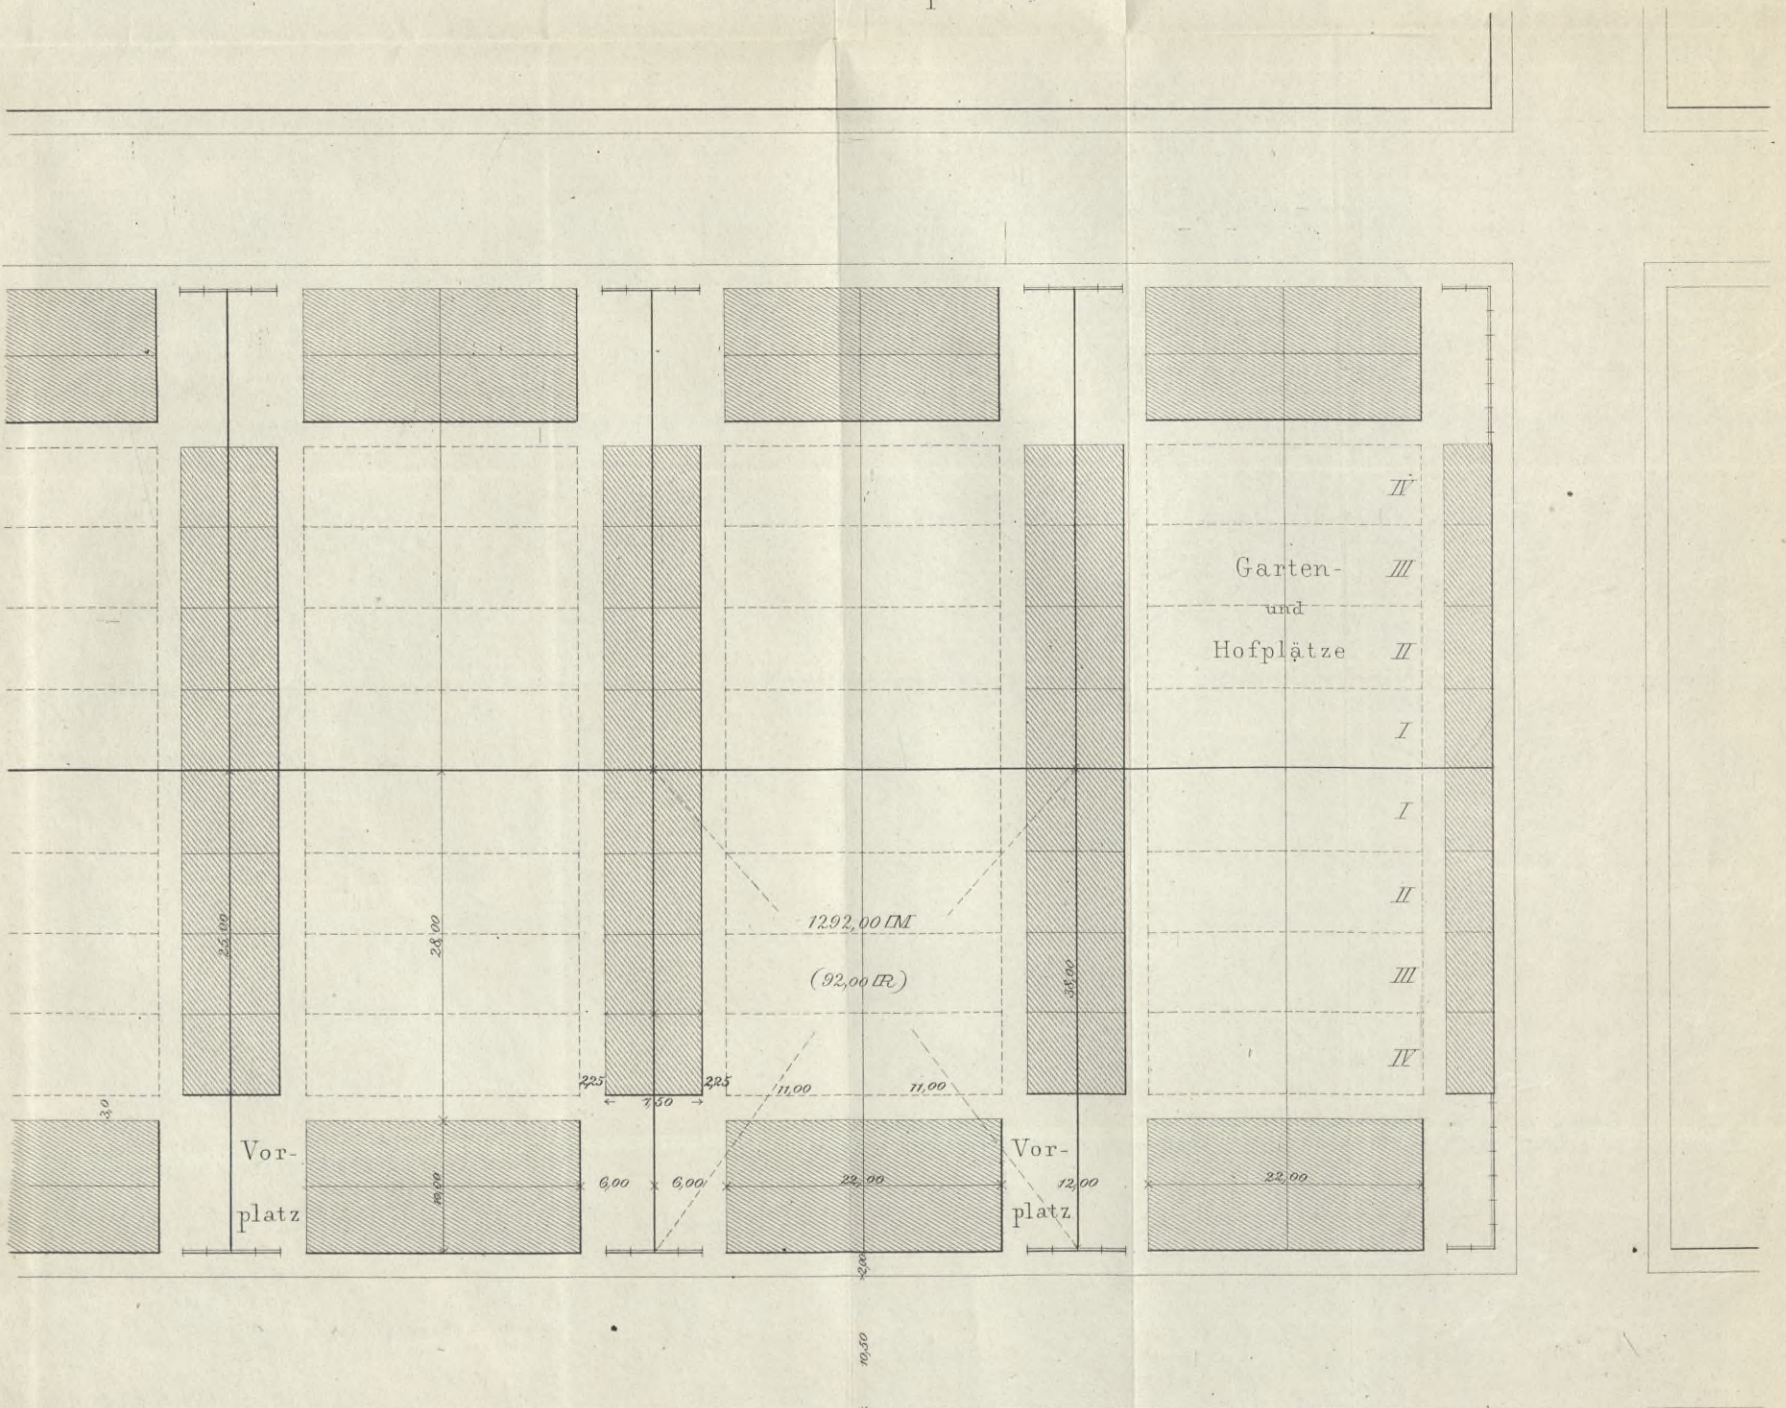 IV
Garten- III
und
Hofplätze II
I
I
II
25,00
28,00
1292,00 □M
(92,00 □R)
38,00
III
IV
2,25
2,25
7,50
11,00
11,00
3,0
Vor-
platz
10,00
6,00
6,00
22,00
Vor-
platz
12,00
22,00
2,00
10,50